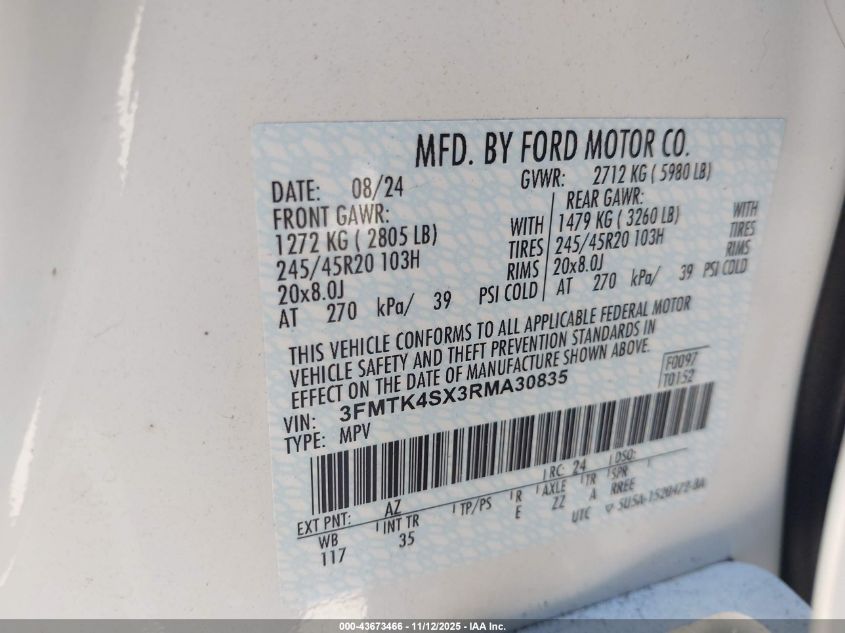 MFD. BY FORD MOTOR CO.
DATE: 08/24 GVWR: 2712 KG ( 5980 LB)
FRONT GAWR: REAR GAWR:
1272 KG ( 2805 LB) WITH 1479 KG ( 3260 LB) WITH
245/45R20 103H TIRES 245/45R20 103H TIRES
20x8.0J RIMS 20x8.0J RIMS
AT 270 kPa/ 39 PSI COLD AT 270 kPa/ 39 PSI COLD
THIS VEHICLE CONFORMS TO ALL APPLICABLE FEDERAL MOTOR
VEHICLE SAFETY AND THEFT PREVENTION STANDARDS IN
EFFECT ON THE DATE OF MANUFACTURE SHOWN ABOVE.
F0097
VIN: 3FMTK4SX3RMA30835 T0152
TYPE: MPV
EXT PNT: AZ RC: 24 DSO:
WB INT TR TP/PS R AXLE TR SPR
117 35 E ZZ A RREE
UTC ▽ SU5A-1520472-BA
000-43673466 - 11/12/2025 - IAA Inc.